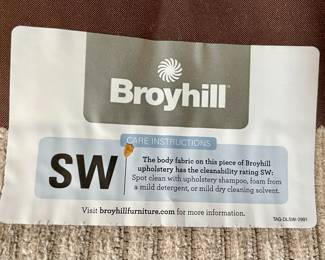 Broyhill
CARE INSTRUCTIONS
SW
The body fabric on this piece of Broyhill
upholstery has the cleanability rating SW:
Spot clean with upholstery shampoo, foam from
a mild detergent, or mild dry cleaning solvent.
Visit broyhillfurniture.com for more information.
TAG-DLSW-0991